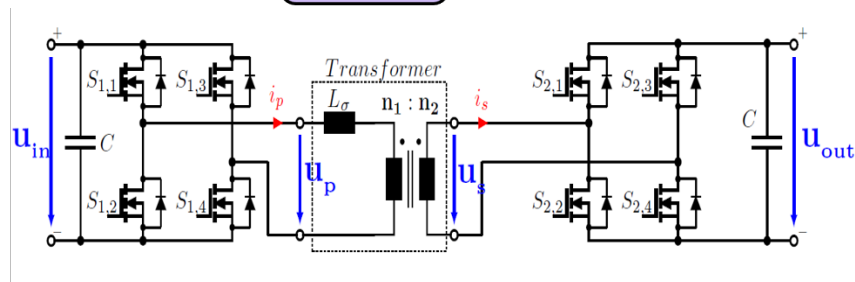 Transformer
+
+
S1,1
S1,3
ip
Lσ
n1 : n2
is
S2,1
S2,3
uin
C
up
us
C
uout
S1,2
S1,4
S2,2
S2,4
-
-